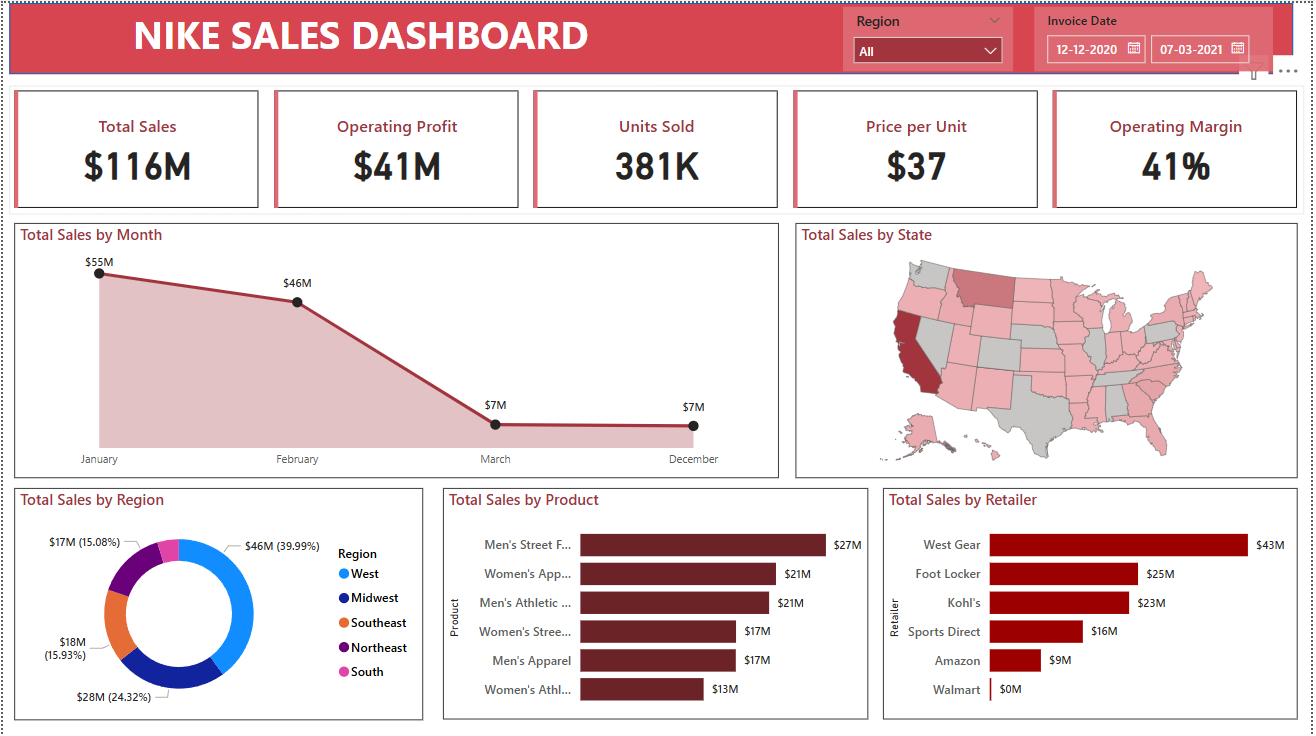 NIKE SALES DASHBOARD
Region
All
Invoice Date
12-12-2020
07-03-2021
Total Sales
$116M
Operating Profit
$41M
Units Sold
381K
Price per Unit
$37
Operating Margin
41%
Total Sales by Month
$55M
$46M
$7M
$7M
January
February
March
December
Total Sales by State
Total Sales by Region
$17M (15.08%)
$46M (39.99%)
$18M
(15.93%)
$28M (24.32%)
Region
West
Midwest
Southeast
Northeast
South
Total Sales by Product
Product
Men's Street F... $27M
Women's App... $21M
Men's Athletic ... $21M
Women's Stree... $17M
Men's Apparel $17M
Women's Athl... $13M
Total Sales by Retailer
Retailer
West Gear $43M
Foot Locker $25M
Kohl's $23M
Sports Direct $16M
Amazon $9M
Walmart $0M